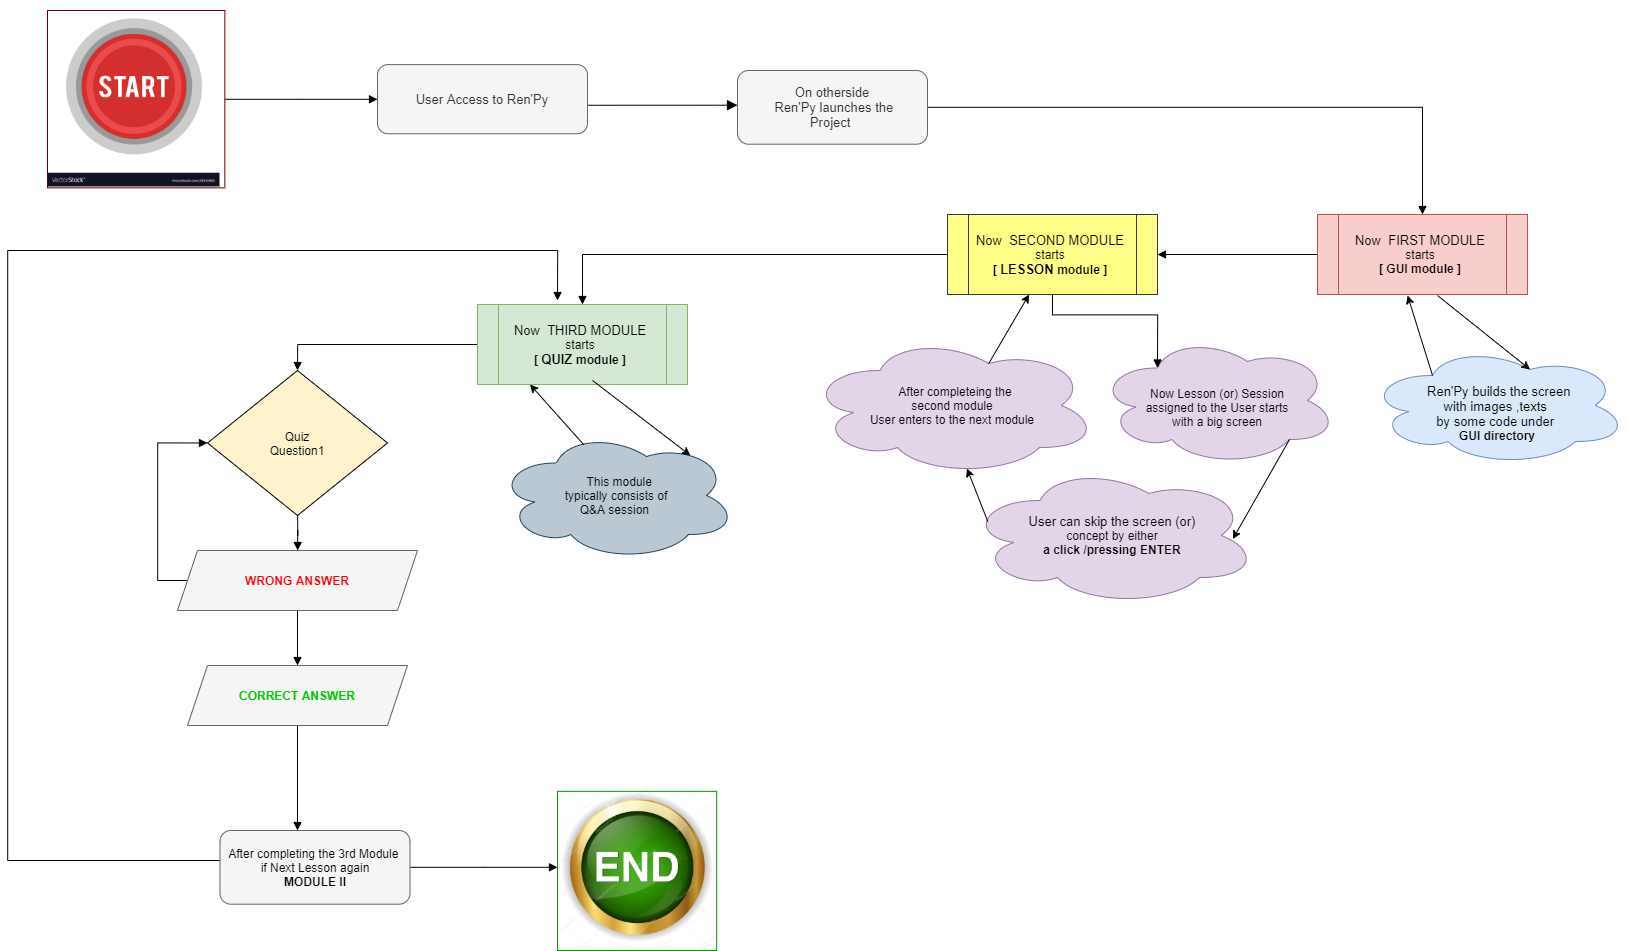 START
VectorStock®
User Access to Ren'Py
On otherside
Ren'Py launches the
Project
Now FIRST MODULE
starts
[ GUI module ]
Now SECOND MODULE
starts
[ LESSON module ]
Now THIRD MODULE
starts
[ QUIZ module ]
Ren'Py builds the screen
with images ,texts
by some code under
GUI directory
Now Lesson (or) Session
assigned to the User starts
with a big screen
After completeing the
second module
User enters to the next module
User can skip the screen (or)
concept by either
a click /pressing ENTER
This module
typically consists of
Q&A session
Quiz
Question1
WRONG ANSWER
CORRECT ANSWER
After completing the 3rd Module
if Next Lesson again
MODULE II
END